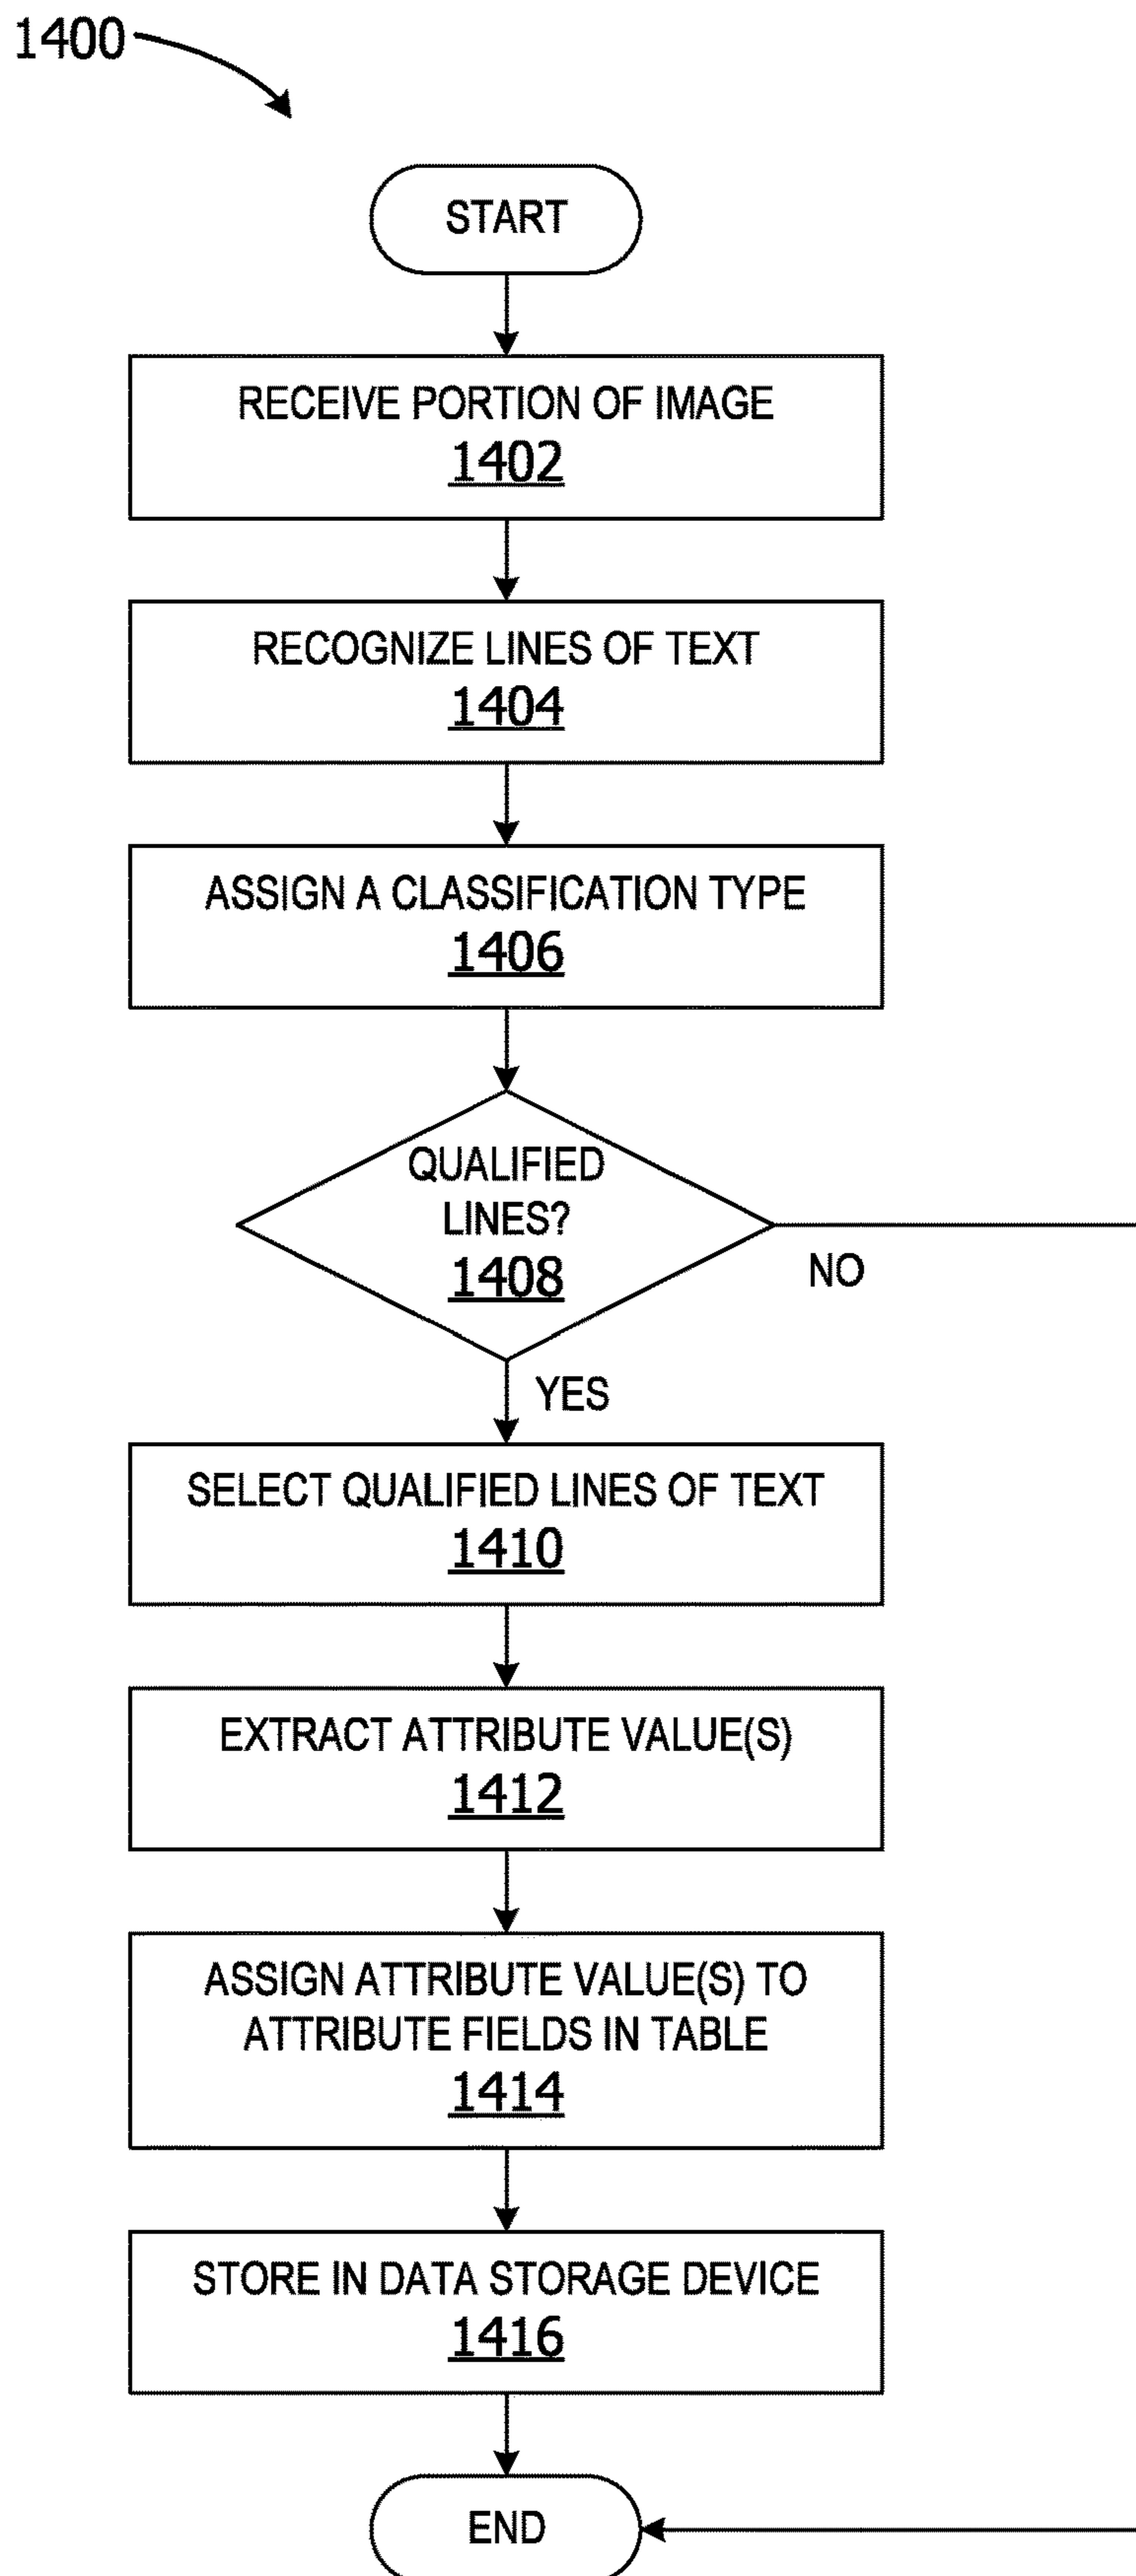 1400
START
RECEIVE PORTION OF IMAGE
1402
RECOGNIZE LINES OF TEXT
1404
ASSIGN A CLASSIFICATION TYPE
1406
QUALIFIED
LINES?
1408
NO
YES
SELECT QUALIFIED LINES OF TEXT
1410
EXTRACT ATTRIBUTE VALUE(S)
1412
ASSIGN ATTRIBUTE VALUE(S) TO
ATTRIBUTE FIELDS IN TABLE
1414
STORE IN DATA STORAGE DEVICE
1416
END